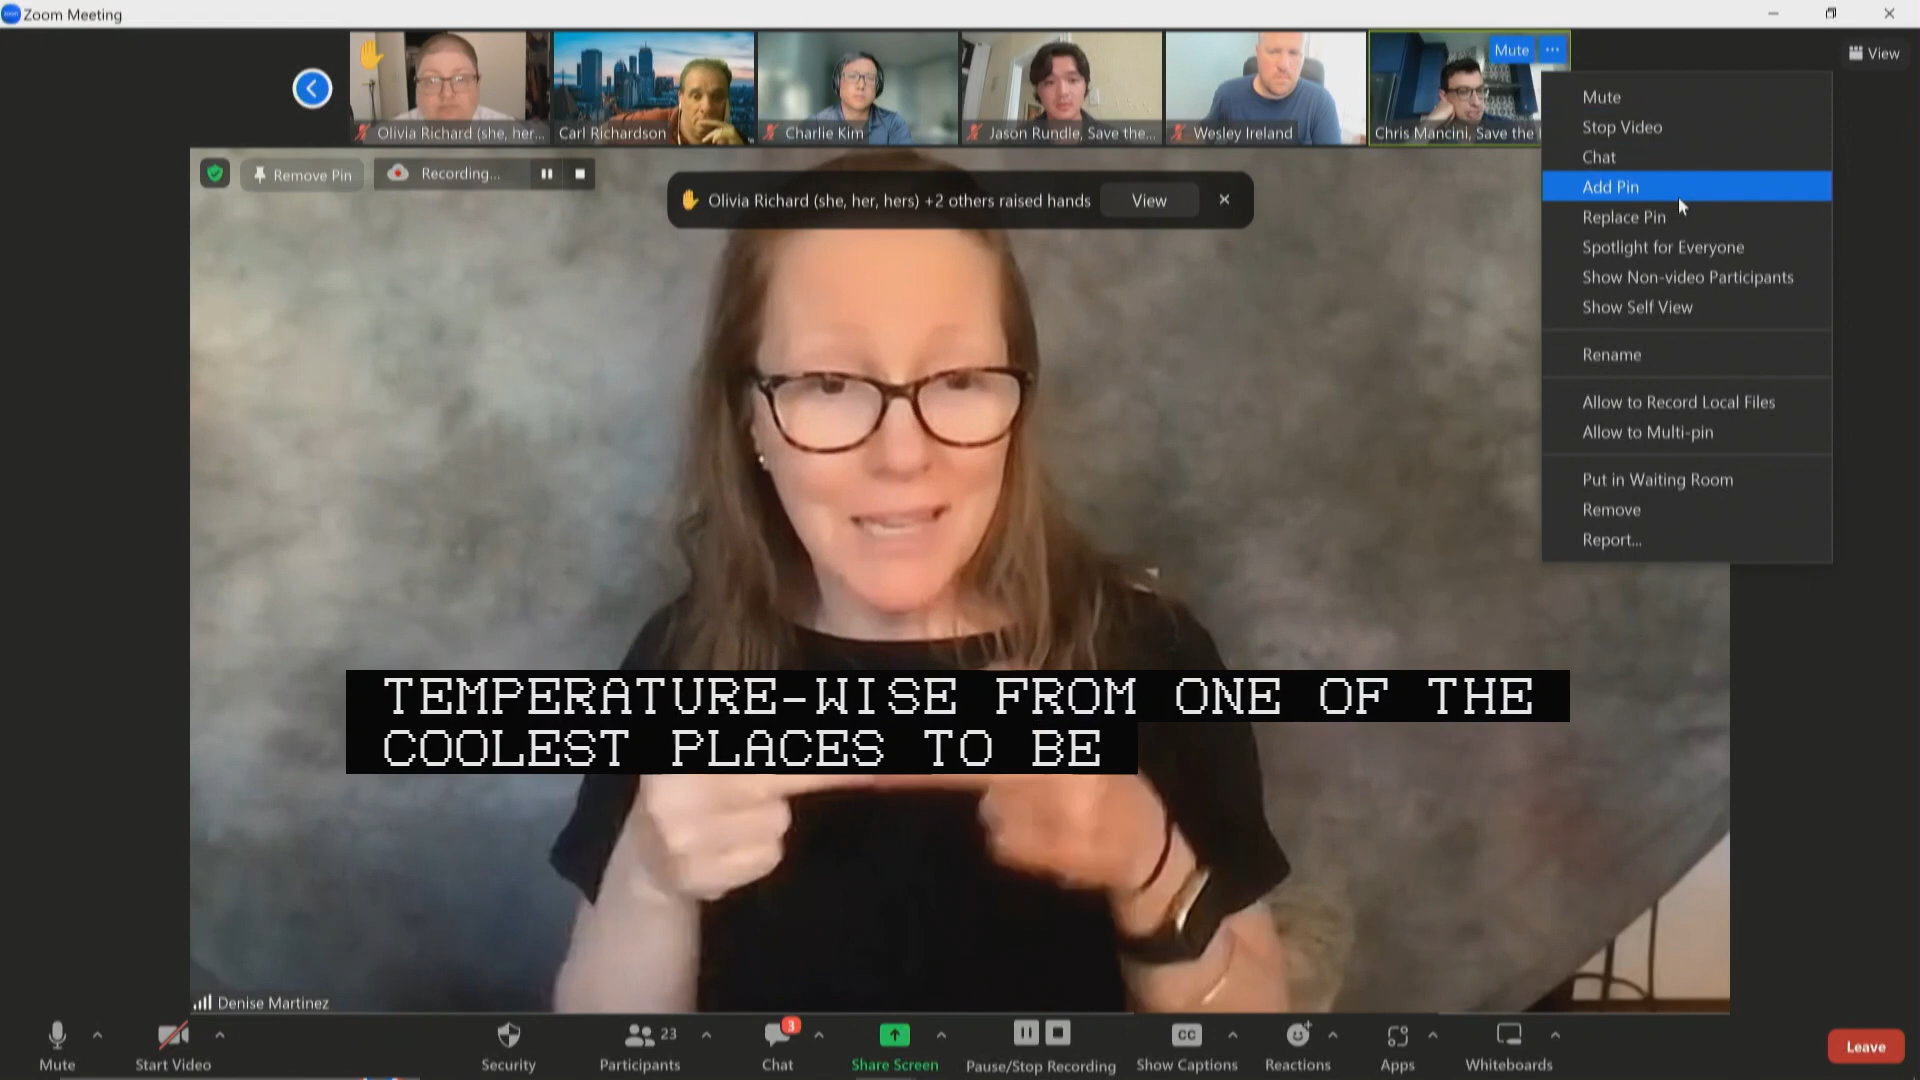 Zoom Meeting
Mute
View
Olivia Richard (she, her...
Carl Richardson
Charlie Kim
Jason Rundle, Save the...
Wesley Ireland
Chris Mancini, Save the
Mute
Stop Video
Chat
Add Pin
Replace Pin
Spotlight for Everyone
Show Non-video Participants
Show Self View
Rename
Allow to Record Local Files
Allow to Multi-pin
Put in Waiting Room
Remove
Report...
Remove Pin
Recording...
Olivia Richard (she, her, hers) +2 others raised hands
View
TEMPERATURE-WISE FROM ONE OF THE
COOLEST PLACES TO BE
Denise Martinez
Mute
Start Video
Security
23
Participants
3
Chat
Share Screen
Pause/Stop Recording
CC
Show Captions
Reactions
Apps
Whiteboards
Leave